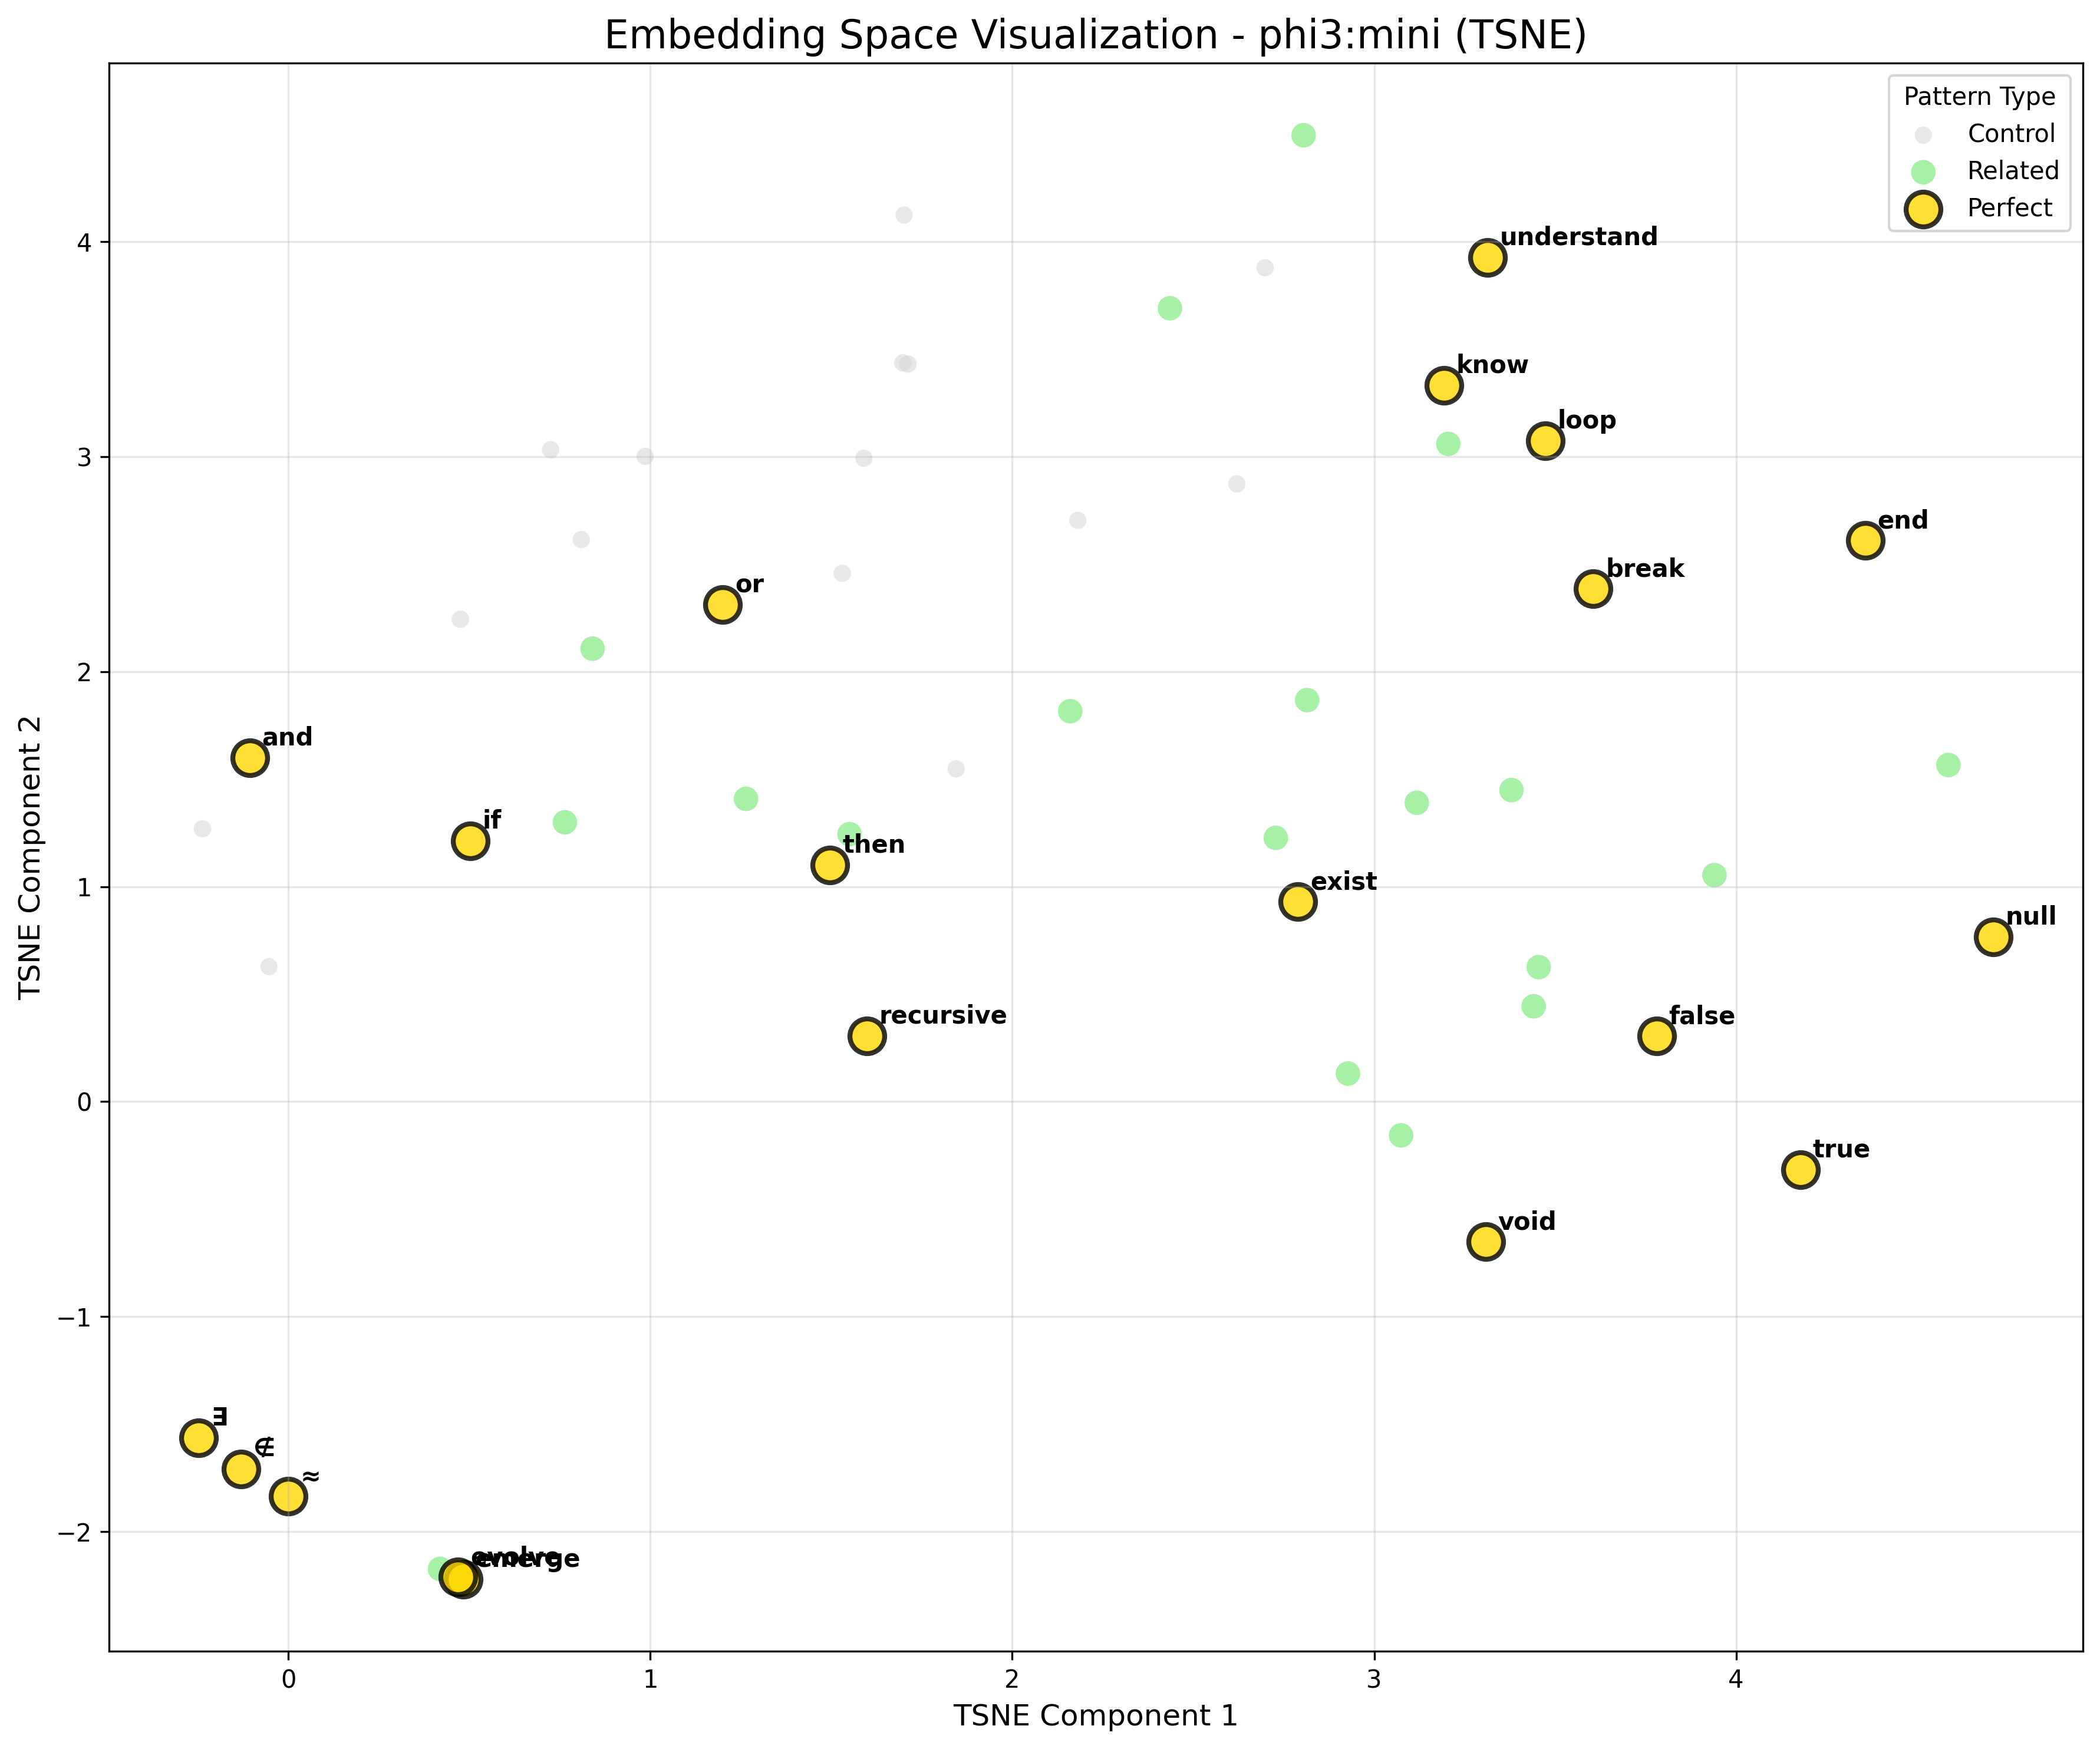 Embedding Space Visualization - phi3:mini (TSNE)
Pattern Type
Control
Related
Perfect
understand
know
loop
end
break
or
and
if
then
exist
null
recursive
false
true
void
∃
∉
≈
evolve
emerge
4
3
2
1
0
−1
−2
0
1
2
3
4
TSNE Component 1
TSNE Component 2